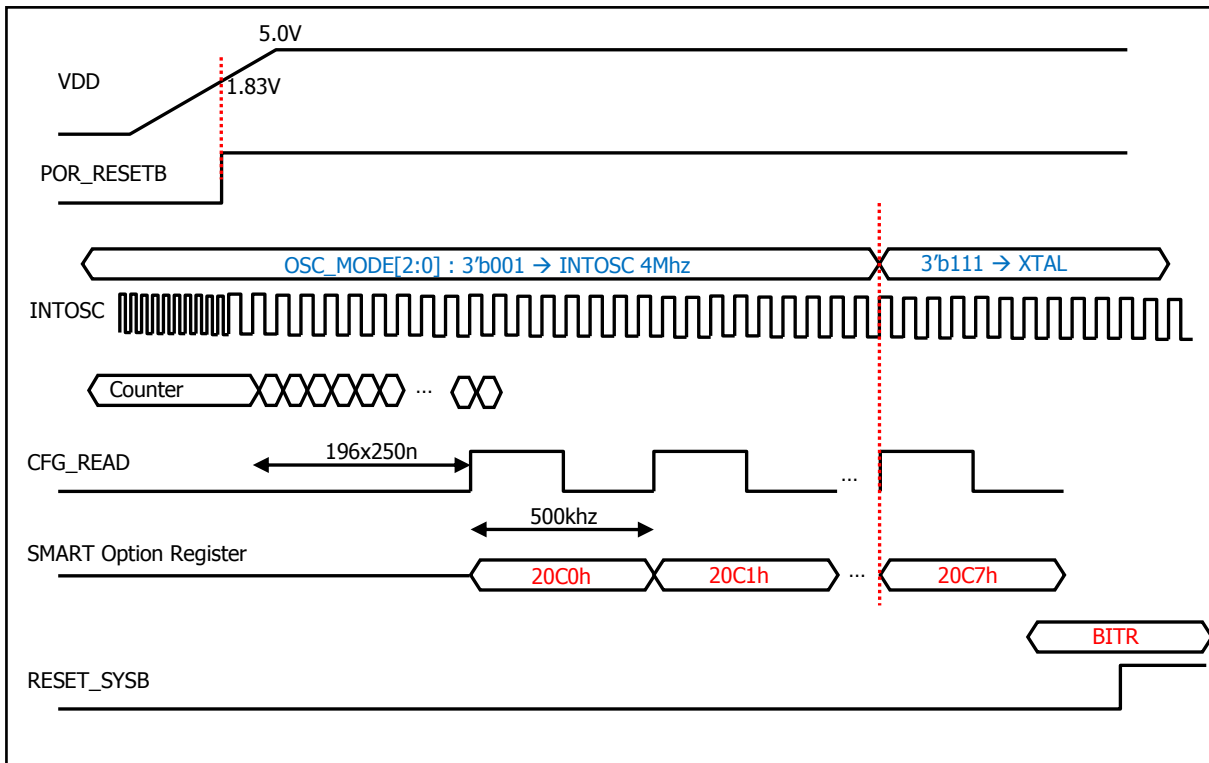 5.0V
VDD
1.83V
POR_RESETB
OSC_MODE[2:0] : 3’b001 → INTOSC 4Mhz
3’b111 → XTAL
INTOSC
Counter
...
196x250n
CFG_READ
...
500khz
SMART Option Register
20C0h
20C1h
...
20C7h
BITR
RESET_SYSB